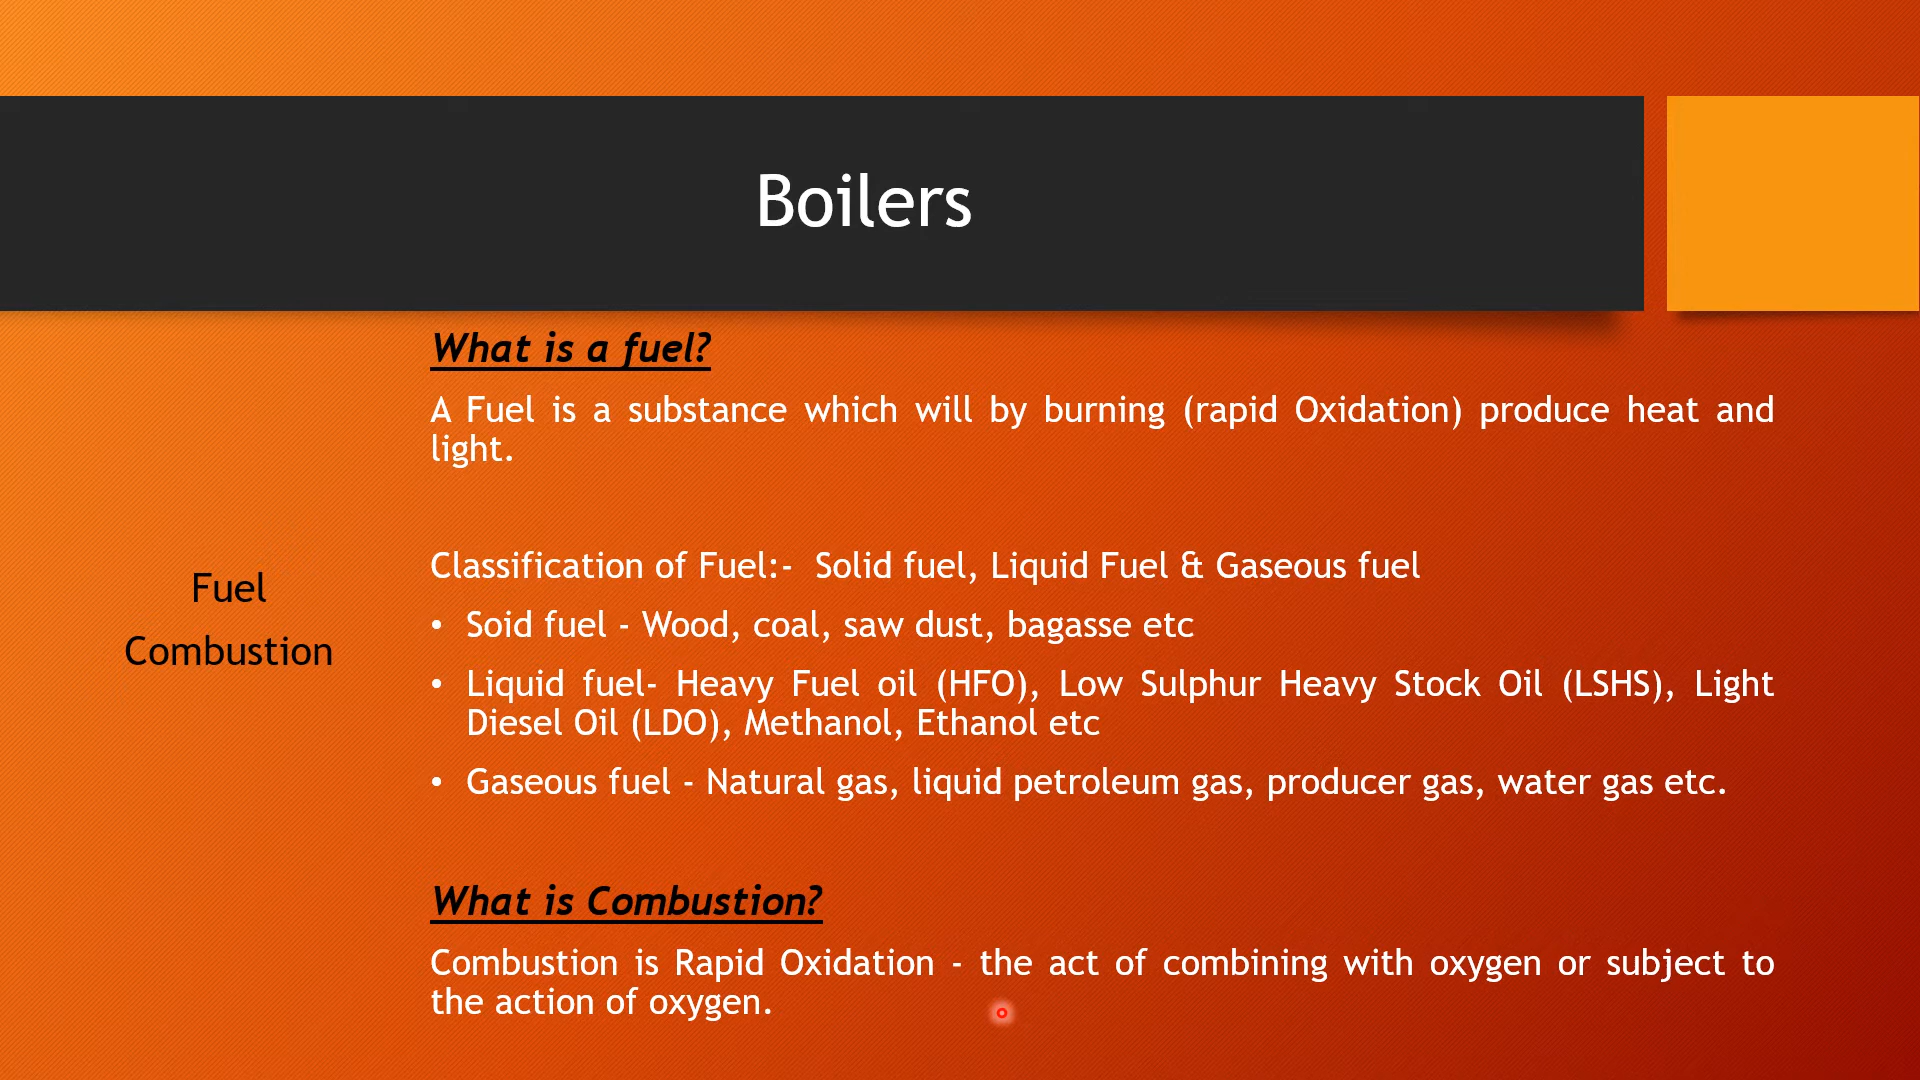 Boilers
What is a fuel?
A Fuel is a substance which will by burning (rapid Oxidation) produce heat and
light.
Classification of Fuel:-  Solid fuel, Liquid Fuel & Gaseous fuel
Fuel
Combustion
• Soid fuel - Wood, coal, saw dust, bagasse etc
• Liquid fuel- Heavy Fuel oil (HFO), Low Sulphur Heavy Stock Oil (LSHS), Light
Diesel Oil (LDO), Methanol, Ethanol etc
• Gaseous fuel - Natural gas, liquid petroleum gas, producer gas, water gas etc.
What is Combustion?
Combustion is Rapid Oxidation - the act of combining with oxygen or subject to
the action of oxygen.